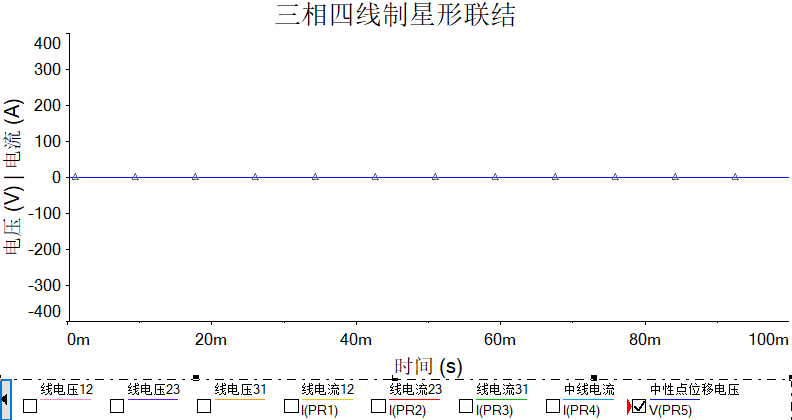 三相四线制星形联结
400
300
200
100
0
-100
-200
-300
-400
电压 (V) | 电流 (A)
0m 20m 40m 60m 80m 100m
时间 (s)
线电压12 线电压23 线电压31 线电流12 线电流23 线电流31 中线电流 中性点位移电压
I(PR1) I(PR2) I(PR3) I(PR4) V(PR5)